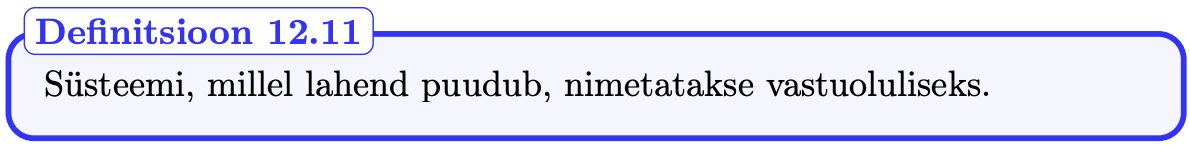 Definitsioon 12.11
Süsteemi, millel lahend puudub, nimetatakse vastuoluliseks.